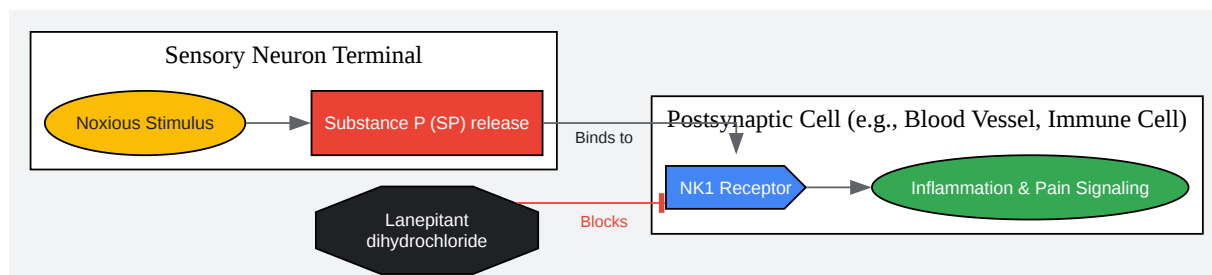 Sensory Neuron Terminal
Noxious Stimulus
Substance P (SP) release
Binds to
Postsynaptic Cell (e.g., Blood Vessel, Immune Cell)
NK1 Receptor
Inflammation & Pain Signaling
Lanepitant
dihydrochloride
Blocks